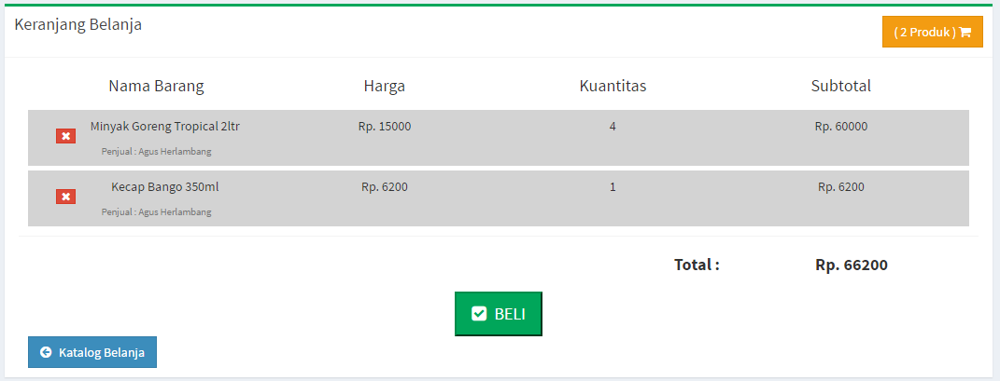 Keranjang Belanja
( 2 Produk )
Nama Barang Harga Kuantitas Subtotal
Minyak Goreng Tropical 2ltr Rp. 15000 4 Rp. 60000
Penjual : Agus Herlambang
Kecap Bango 350ml Rp. 6200 1 Rp. 6200
Penjual : Agus Herlambang
Total : Rp. 66200
BELI
Katalog Belanja